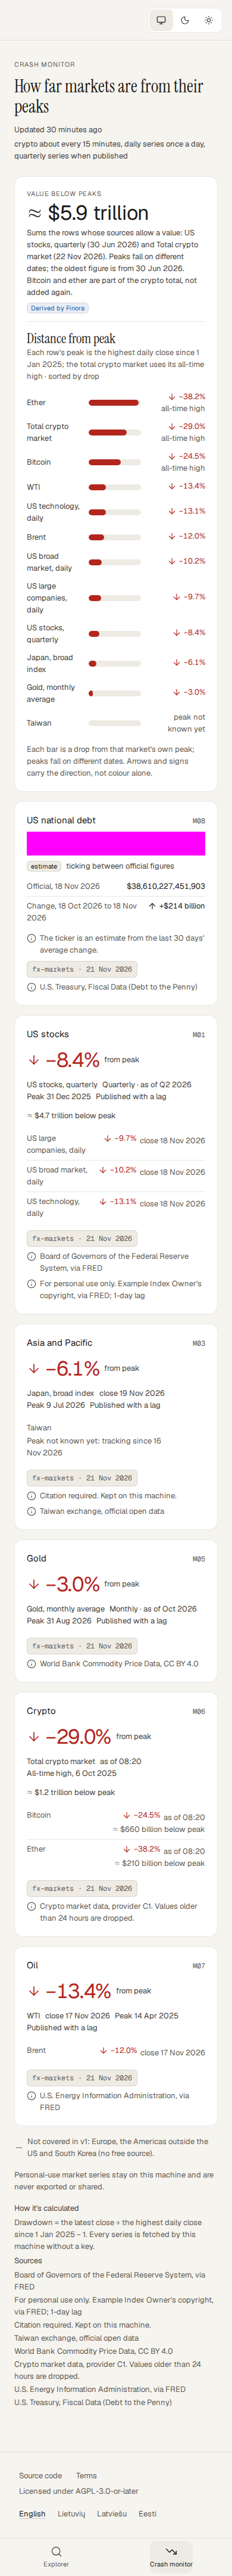 CRASH MONITOR
How far markets are from their
peaks
Updated 30 minutes ago
crypto about every 15 minutes, daily series once a day,
quarterly series when published
VALUE BELOW PEAKS
≈ $5.9 trillion
Sums the rows whose sources allow a value: US
stocks, quarterly (30 Jun 2026) and Total crypto
market (22 Nov 2026). Peaks fall on different
dates; the oldest figure is from 30 Jun 2026.
Bitcoin and ether are part of the crypto total, not
added again.
Derived by Finora
Distance from peak
Each row's peak is the highest daily close since 1
Jan 2025; the total crypto market uses its all-time
high · sorted by drop
Ether ↓ −38.2%
all-time high
Total crypto
market ↓ −29.0%
all-time high
Bitcoin ↓ −24.5%
all-time high
WTI ↓ −13.4%
US technology,
daily ↓ −13.1%
Brent ↓ −12.0%
US broad
market, daily ↓ −10.2%
US large
companies,
daily ↓ −9.7%
US stocks,
quarterly ↓ −8.4%
Japan, broad
index ↓ −6.1%
Gold, monthly
average ↓ −3.0%
Taiwan peak not
known yet
Each bar is a drop from that market's own peak;
peaks fall on different dates. Arrows and signs
carry the direction, not colour alone.
US national debt M08
estimate ticking between official figures
Official, 18 Nov 2026 $38,610,227,451,903
Change, 18 Oct 2026 to 18 Nov
2026 ↑ +$214 billion
The ticker is an estimate from the last 30 days'
average change.
fx-markets · 21 Nov 2026
U.S. Treasury, Fiscal Data (Debt to the Penny)
US stocks M01
↓ −8.4% from peak
US stocks, quarterly Quarterly · as of Q2 2026
Peak 31 Dec 2025 Published with a lag
≈ $4.7 trillion below peak
US large
companies, daily ↓ −9.7% close 18 Nov 2026
US broad market,
daily ↓ −10.2% close 18 Nov 2026
US technology,
daily ↓ −13.1% close 18 Nov 2026
fx-markets · 21 Nov 2026
Board of Governors of the Federal Reserve
System, via FRED
For personal use only. Example Index Owner's
copyright, via FRED; 1-day lag
Asia and Pacific M03
↓ −6.1% from peak
Japan, broad index close 19 Nov 2026
Peak 9 Jul 2026 Published with a lag
Taiwan
Peak not known yet: tracking since 16
Nov 2026
fx-markets · 21 Nov 2026
Citation required. Kept on this machine.
Taiwan exchange, official open data
Gold M05
↓ −3.0% from peak
Gold, monthly average Monthly · as of Oct 2026
Peak 31 Aug 2026 Published with a lag
fx-markets · 21 Nov 2026
World Bank Commodity Price Data, CC BY 4.0
Crypto M06
↓ −29.0% from peak
Total crypto market as of 08:20
All-time high, 6 Oct 2025
≈ $1.2 trillion below peak
Bitcoin ↓ −24.5% as of 08:20
≈ $660 billion below peak
Ether ↓ −38.2% as of 08:20
≈ $210 billion below peak
fx-markets · 21 Nov 2026
Crypto market data, provider C1. Values older
than 24 hours are dropped.
Oil M07
↓ −13.4% from peak
WTI close 17 Nov 2026 Peak 14 Apr 2025
Published with a lag
Brent ↓ −12.0% close 17 Nov 2026
fx-markets · 21 Nov 2026
U.S. Energy Information Administration, via
FRED
— Not covered in v1: Europe, the Americas outside the
US and South Korea (no free source).
Personal-use market series stay on this machine and are
never exported or shared.
How it's calculated
Drawdown = the latest close ÷ the highest daily close
since 1 Jan 2025 − 1. Every series is fetched by this
machine without a key.
Sources
Board of Governors of the Federal Reserve System, via
FRED
For personal use only. Example Index Owner's copyright,
via FRED; 1-day lag
Citation required. Kept on this machine.
Taiwan exchange, official open data
World Bank Commodity Price Data, CC BY 4.0
Crypto market data, provider C1. Values older than 24
hours are dropped.
U.S. Energy Information Administration, via FRED
U.S. Treasury, Fiscal Data (Debt to the Penny)
Source code Terms
Licensed under AGPL-3.0-or-later
English Lietuvių Latviešu Eesti
Explorer Crash monitor